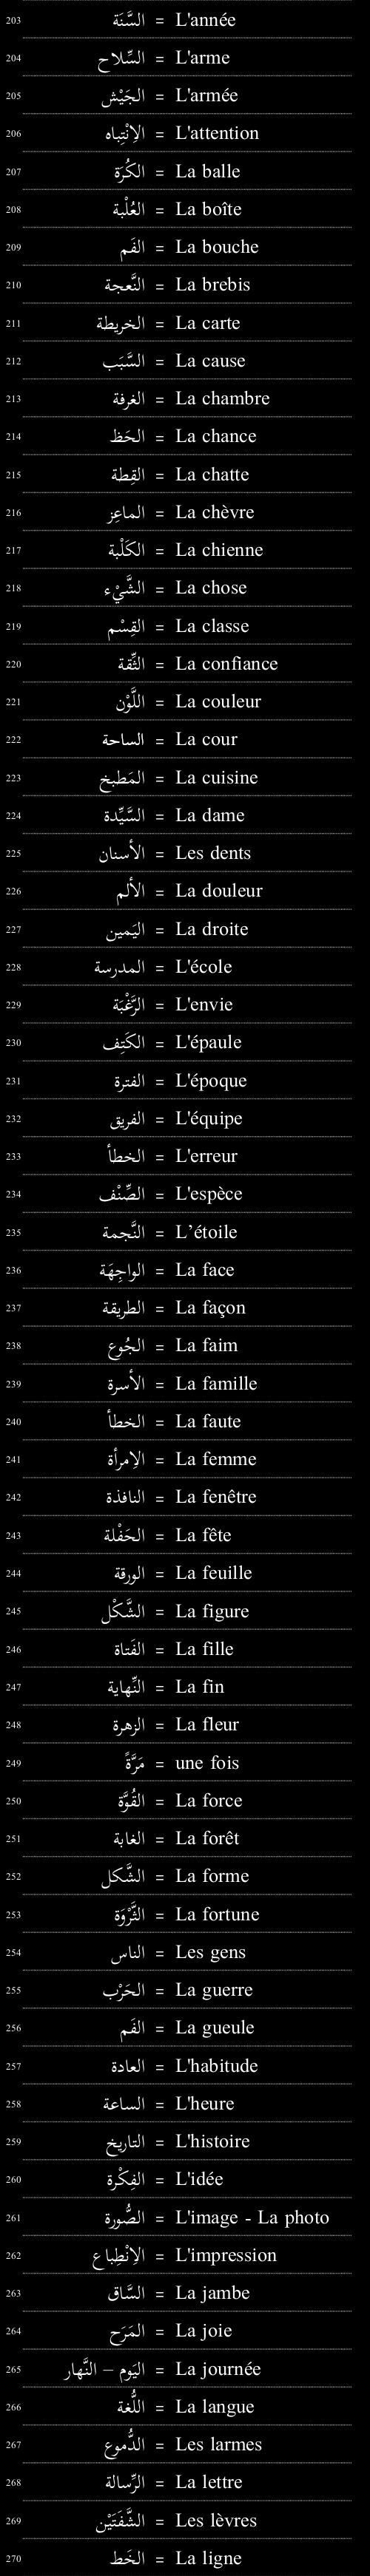 203 السَّنَة = L'année
204 السِّلاح = L'arme
205 الجَيْش = L'armée
206 الاِنْتِباه = L'attention
207 الكُرَة = La balle
208 العُلْبة = La boîte
209 الفَم = La bouche
210 النَّعجة = La brebis
211 الخريطة = La carte
212 السَّبَب = La cause
213 الغرفة = La chambre
214 الحَظ = La chance
215 القِطة = La chatte
216 الماعِز = La chèvre
217 الكَلْبة = La chienne
218 الشَّيْء = La chose
219 القِسْم = La classe
220 الثِّقة = La confiance
221 اللَّوْن = La couleur
222 الساحة = La cour
223 المَطبخ = La cuisine
224 السَّيِّدة = La dame
225 الأسنان = Les dents
226 الألم = La douleur
227 اليَمين = La droite
228 المدرسة = L'école
229 الرَّغْبَة = L'envie
230 الكَتِف = L'épaule
231 الفترة = L'époque
232 الفريق = L'équipe
233 الخطأ = L'erreur
234 الصِّنْف = L'espèce
235 النَّجمة = L’étoile
236 الواجِهَة = La face
237 الطريقة = La façon
238 الجُوع = La faim
239 الأسرة = La famille
240 الخطأ = La faute
241 الاِمرأة = La femme
242 النافذة = La fenêtre
243 الحَفْلة = La fête
244 الورقة = La feuille
245 الشَّكْل = La figure
246 الفَتاة = La fille
247 النِّهاية = La fin
248 الزهرة = La fleur
249 مَرَّةً = une fois
250 القُوَّة = La force
251 الغابة = La forêt
252 الشَّكل = La forme
253 الثَّرْوَة = La fortune
254 الناس = Les gens
255 الحَرْب = La guerre
256 الفَم = La gueule
257 العادة = L'habitude
258 الساعة = L'heure
259 التاريخ = L'histoire
260 الفِكْرة = L'idée
261 الصُّورة = L'image - La photo
262 الاِنْطِباع = L'impression
263 السَّاق = La jambe
264 المَرَح = La joie
265 اليَوم – النَّهار = La journée
266 اللُّغة = La langue
267 الدُّموع = Les larmes
268 الرِّسالة = La lettre
269 الشَّفَتَيْن = Les lèvres
270 الخَط = La ligne